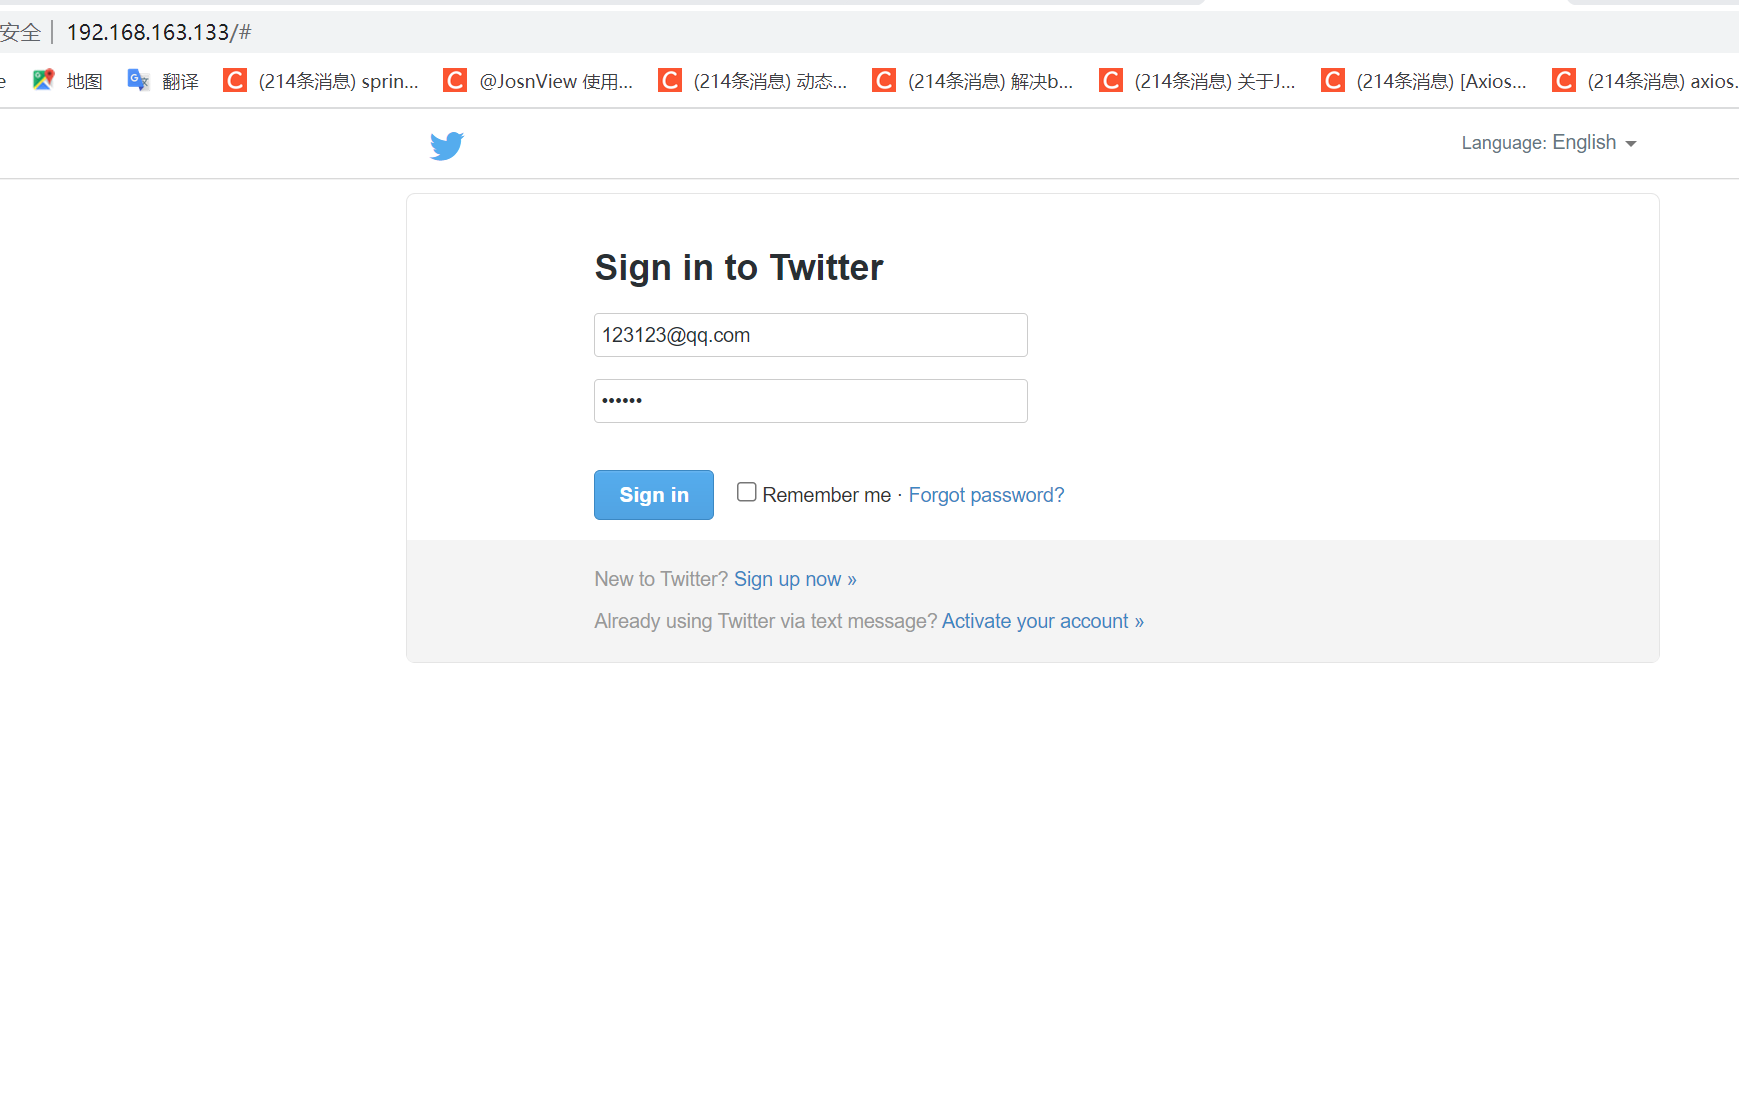 安全 192.168.163.133/#
e 地图 翻译 (214条消息) sprin... @JosnView 使用... (214条消息) 动态... (214条消息) 解决b... (214条消息) 关于J... (214条消息) [Axios... (214条消息) axios.
Language: English
Sign in to Twitter
123123@qq.com
••••••
Sign in Remember me · Forgot password?
New to Twitter? Sign up now »
Already using Twitter via text message? Activate your account »